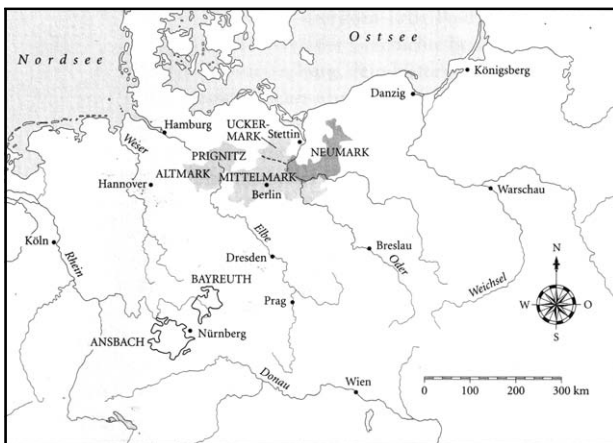 Nordsee
Ostsee
Königsberg
Danzig
Hamburg
UCKER-
MARK
Stettin
Weser
PRIGNITZ
NEUMARK
Hannover
ALTMARK
MITTELMARK
Berlin
Warschau
Köln
Rhein
Elbe
Dresden
Breslau
Oder
Weichsel
BAYREUTH
Prag
ANSBACH
Nürnberg
Donau
Wien
N
W
O
S
0
100
200
300 km